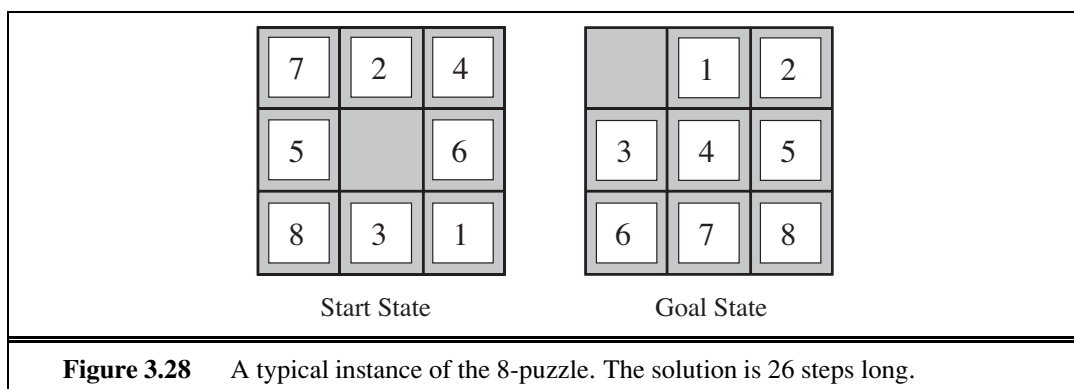 7 2 4
5 6
8 3 1
Start State
1 2
3 4 5
6 7 8
Goal State
Figure 3.28 A typical instance of the 8-puzzle. The solution is 26 steps long.